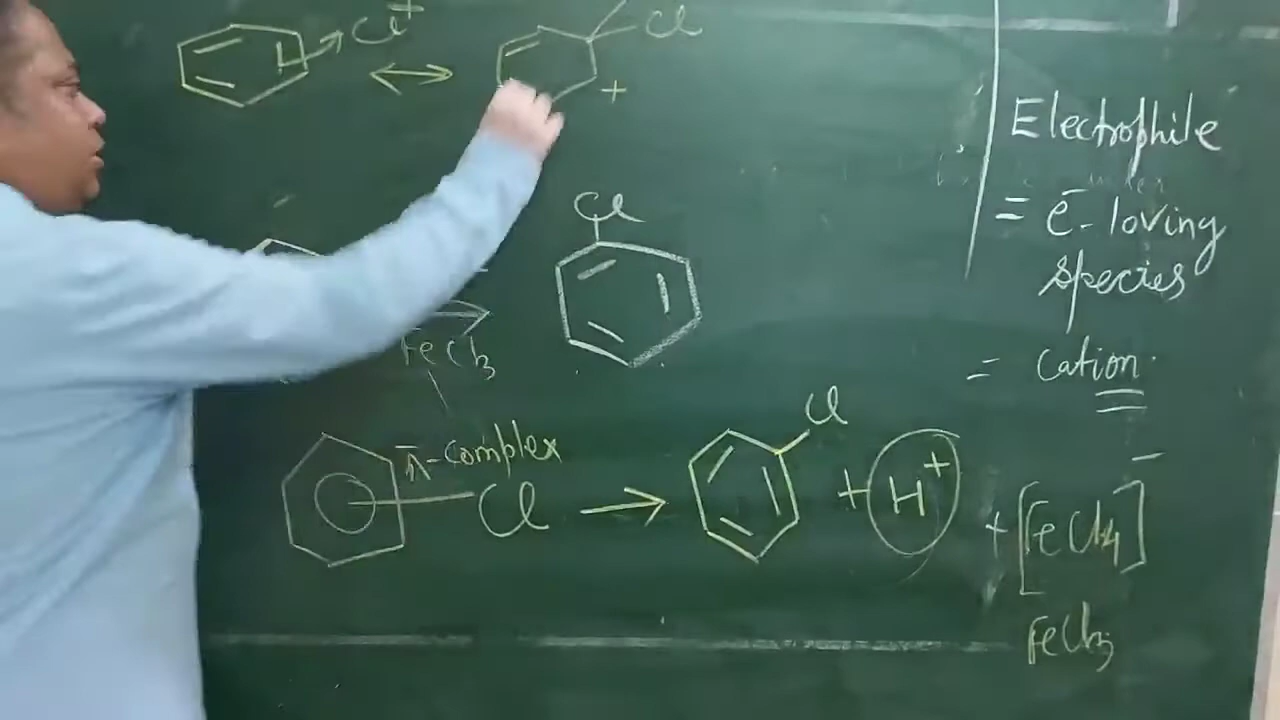 Cl+
Cl
+
Electrophile
= e- loving
species
= cation.
Cl
FeCl3
π-complex
Cl
Cl
+ H+
+ [FeCl4]-
FeCl3